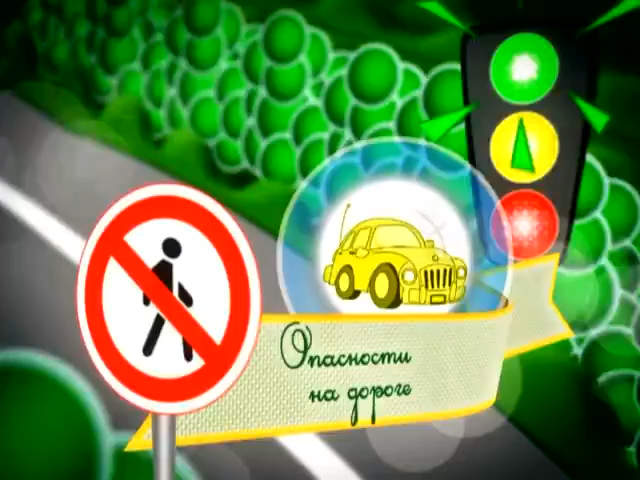 Опасности
на дороге